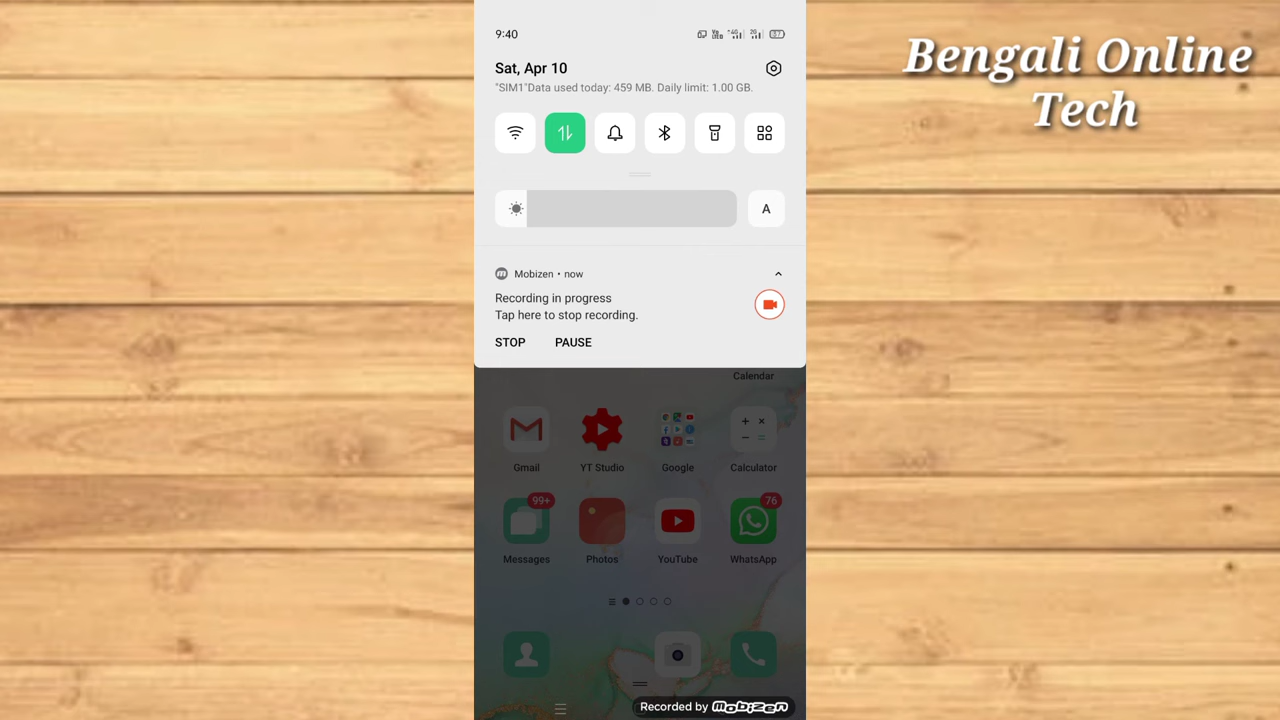 Bengali Online
Tech
9:40
Sat, Apr 10
"SIM1"Data used today: 459 MB. Daily limit: 1.00 GB.
A
Mobizen • now
Recording in progress
Tap here to stop recording.
STOP PAUSE
Calendar
Gmail YT Studio Google Calculator
99+ 76
Messages Photos YouTube WhatsApp
Recorded by mobizen